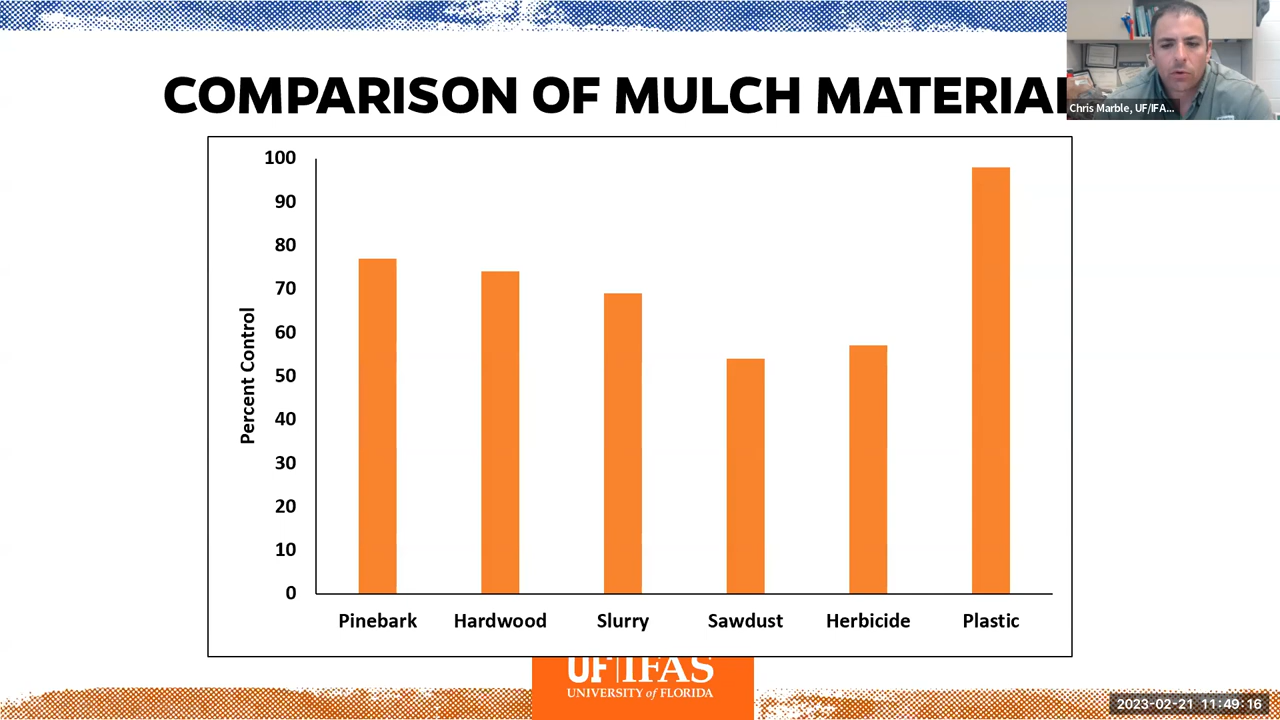 COMPARISON OF MULCH MATERIAL
Chris Marble, UF/IFA...
100
90
80
70
60
50
40
30
20
10
0
Percent Control
Pinebark
Hardwood
Slurry
Sawdust
Herbicide
Plastic
UF|IFAS
UNIVERSITY of FLORIDA
2023-02-21 11:49:16